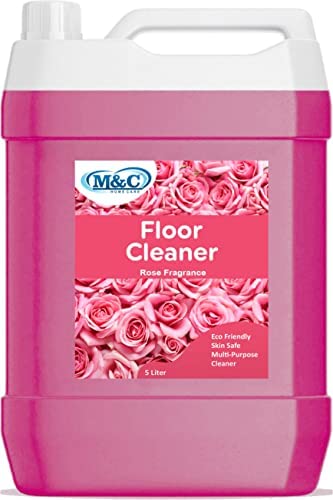 M&C
HOME CARE
Floor
Cleaner
Rose Fragrance
Eco Friendly
Skin Safe
Multi-Purpose
Cleaner
5 Liter